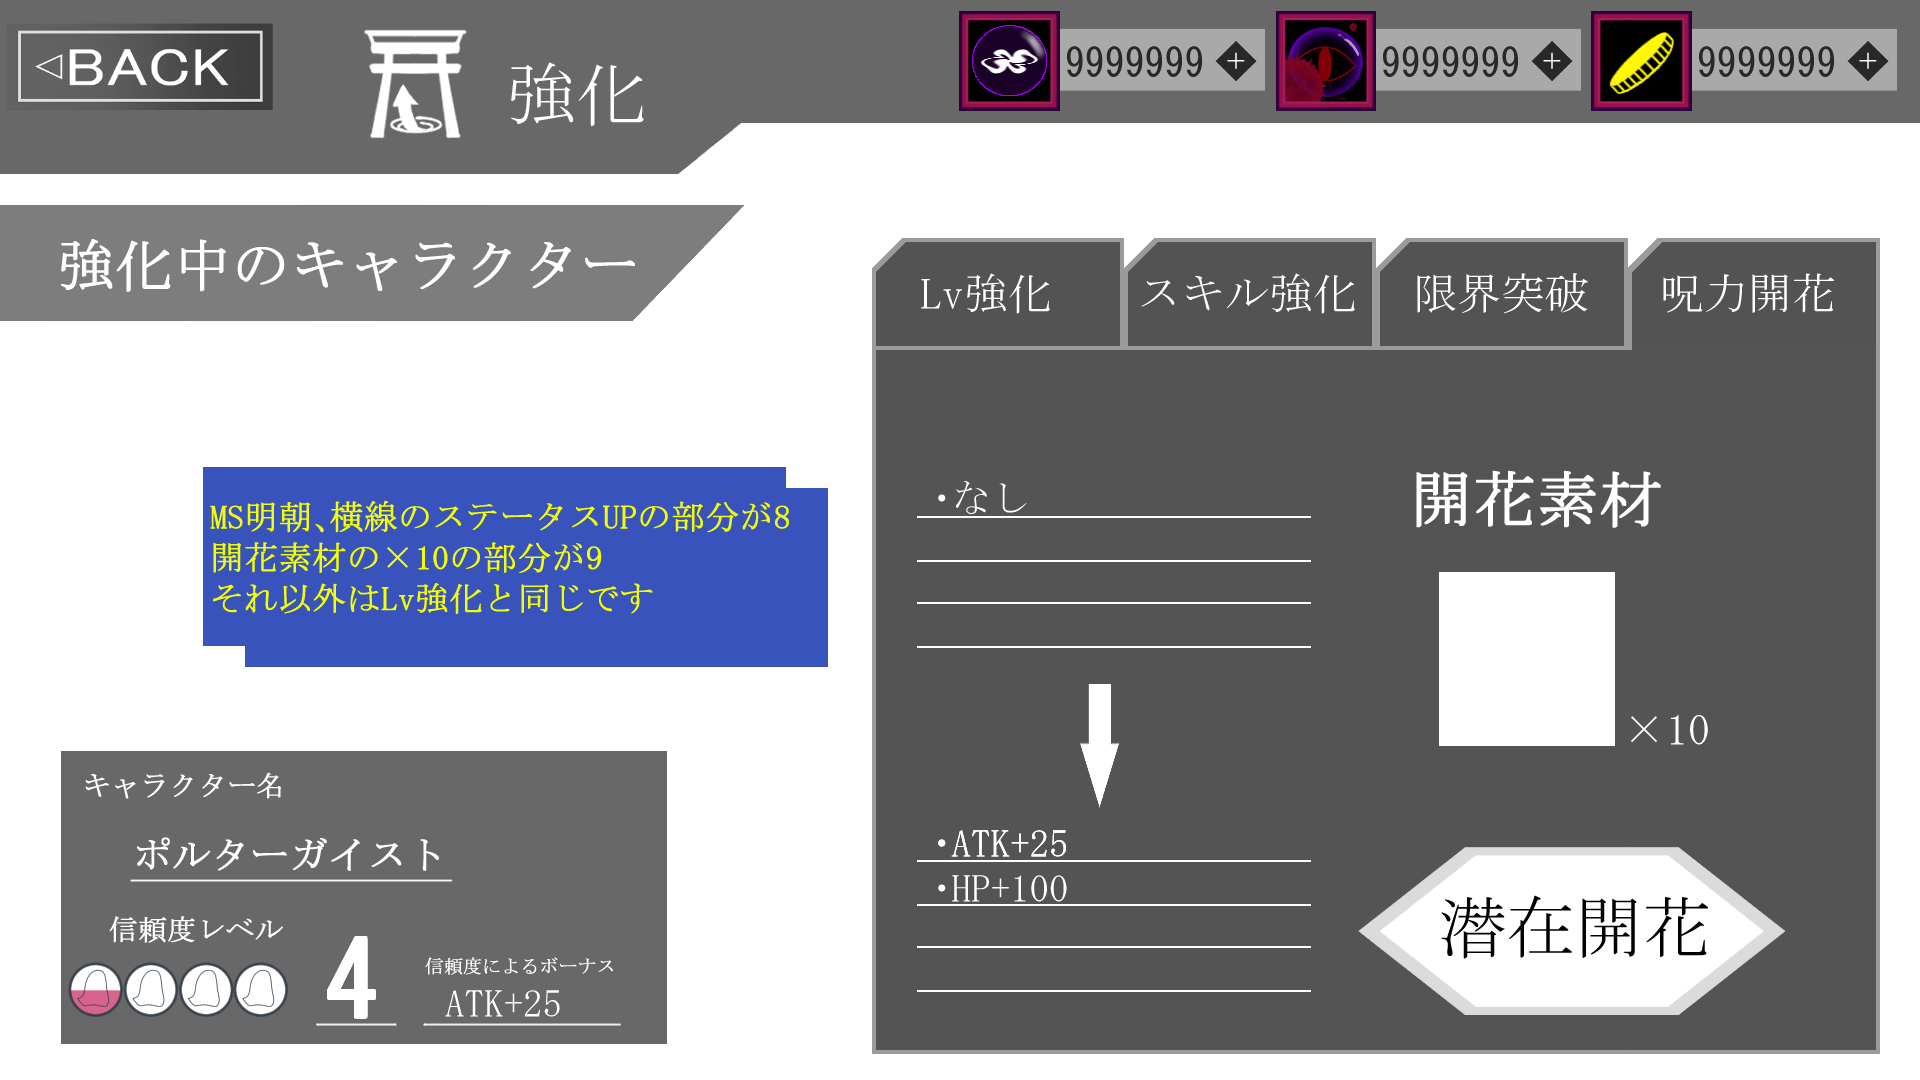 ◁BACK
強化
9999999 +
9999999 +
9999999 +
強化中のキャラクター
Lv強化
スキル強化
限界突破
呪力開花
MS明朝、横線のステータスUPの部分が8
開花素材の×10の部分が9
それ以外はLv強化と同じです
・なし
開花素材
×10
・ATK+25
・HP+100
潜在開花
キャラクター名
ポルターガイスト
信頼度レベル
4
信頼度によるボーナス
ATK+25